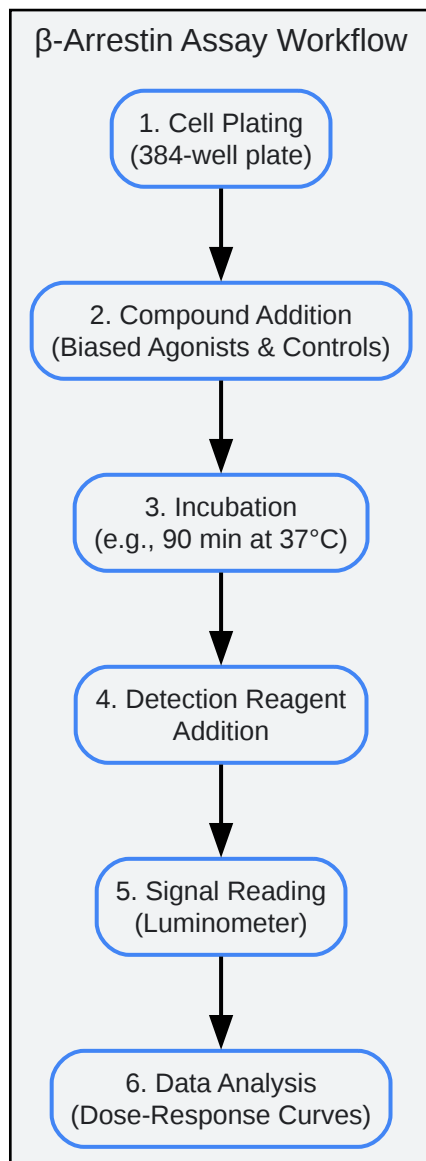 β-Arrestin Assay Workflow
1. Cell Plating
(384-well plate)
2. Compound Addition
(Biased Agonists & Controls)
3. Incubation
(e.g., 90 min at 37°C)
4. Detection Reagent
Addition
5. Signal Reading
(Luminometer)
6. Data Analysis
(Dose-Response Curves)